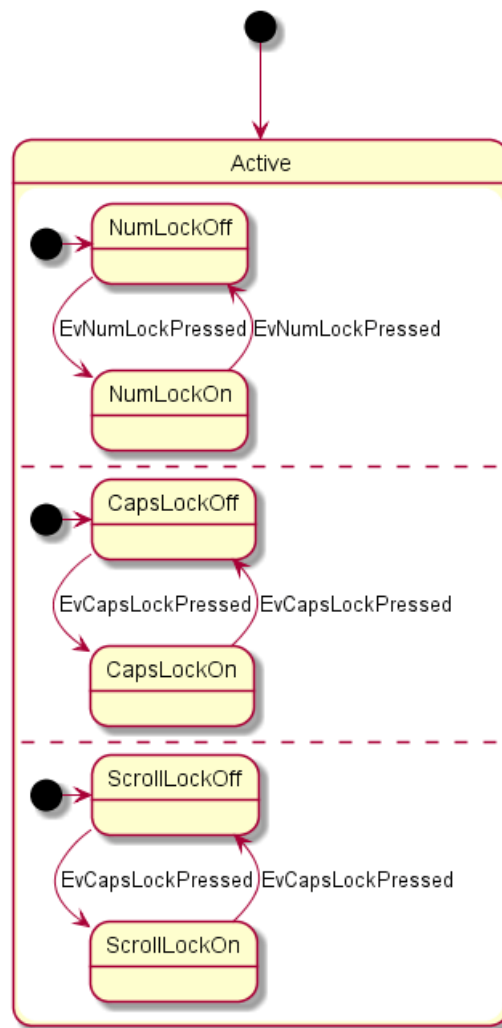 Active
NumLockOff
EvNumLockPressed EvNumLockPressed
NumLockOn
CapsLockOff
EvCapsLockPressed EvCapsLockPressed
CapsLockOn
ScrollLockOff
EvCapsLockPressed EvCapsLockPressed
ScrollLockOn